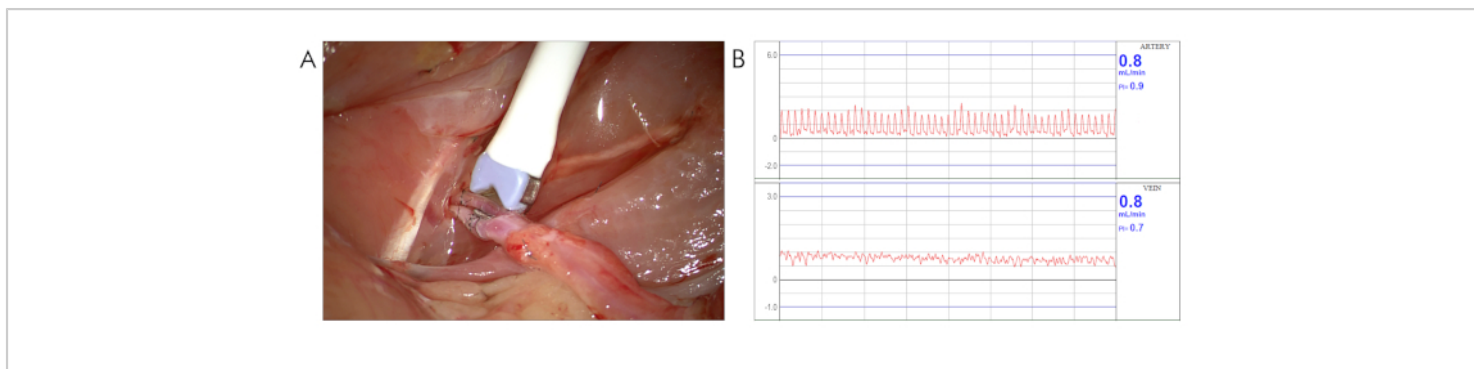 A
B
ARTERY
6.0
0.8
mL/min
PI= 0.9
0
-2.0
VEIN
3.0
0.8
mL/min
PI= 0.7
0
-1.0